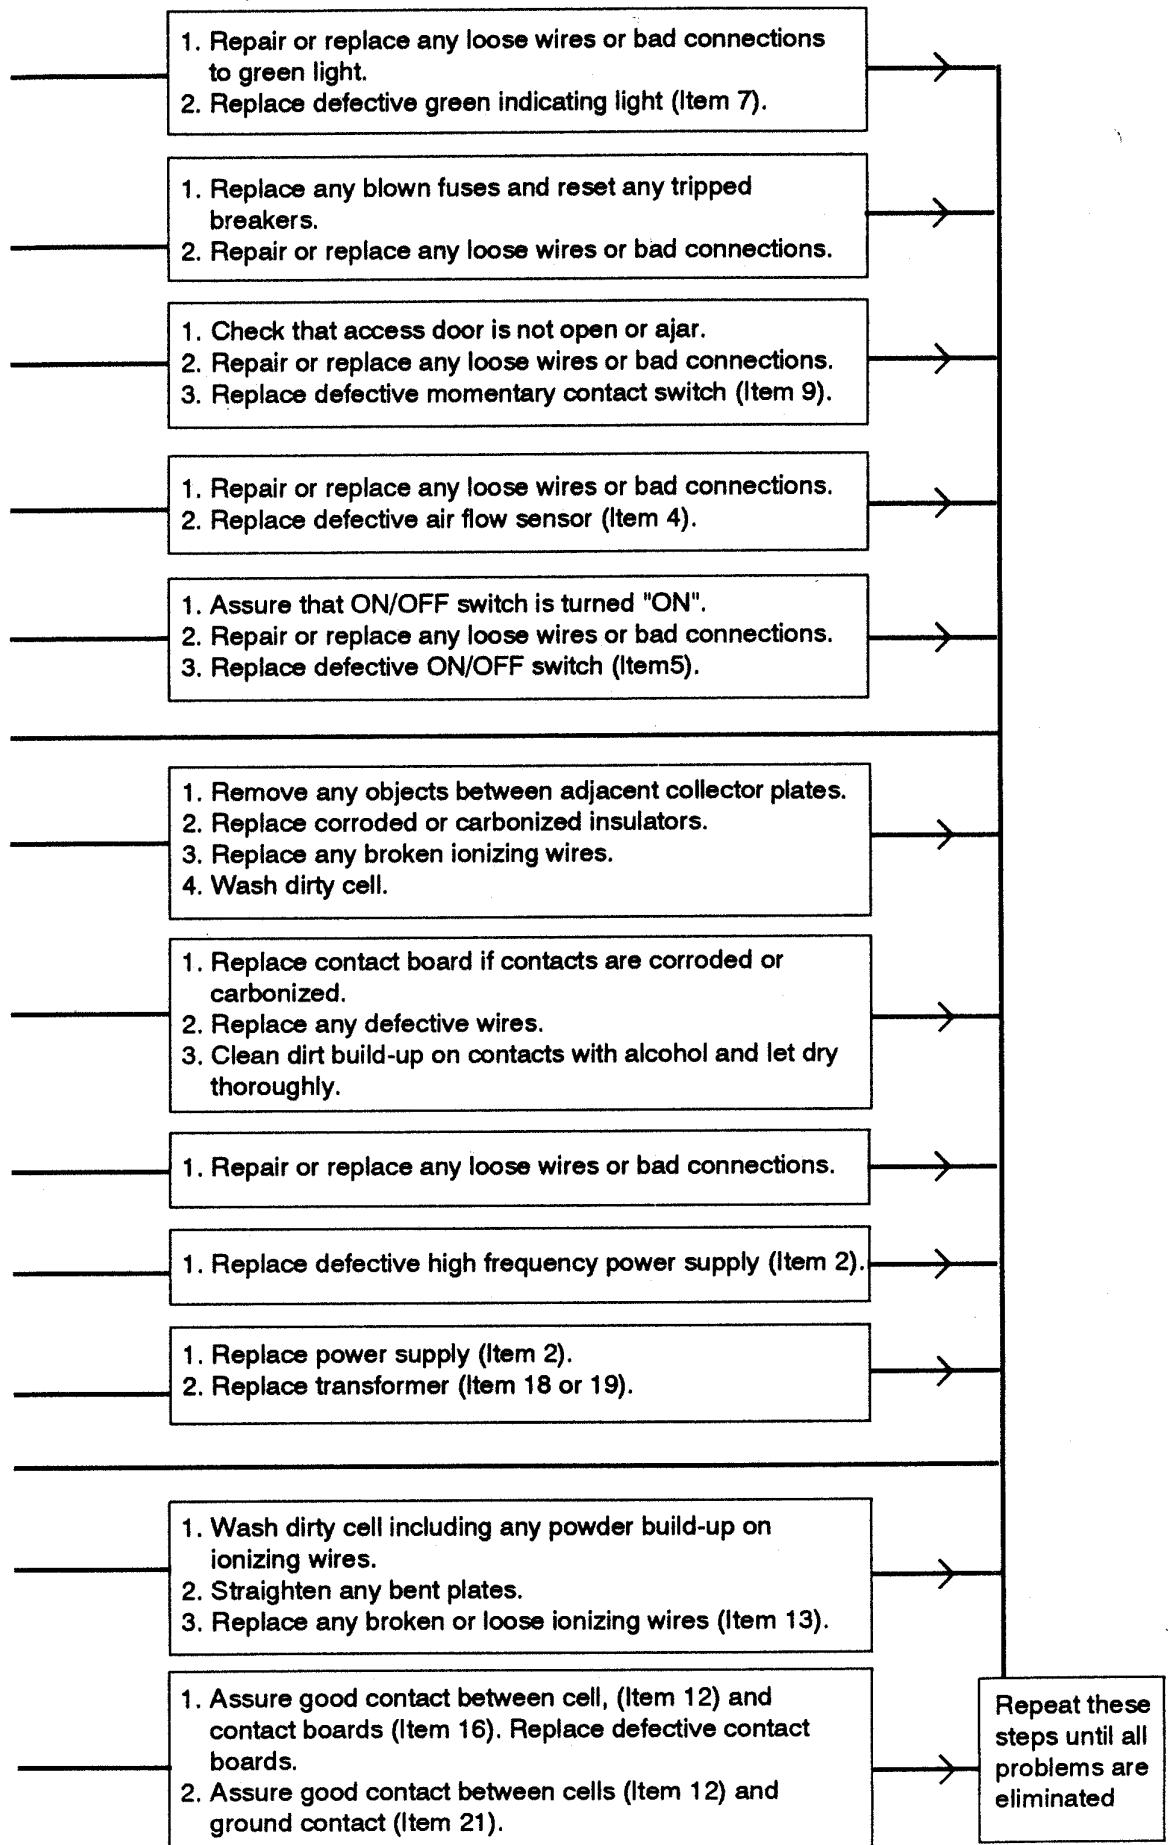 1. Repair or replace any loose wires or bad connections
to green light.
2. Replace defective green indicating light (Item 7).
1. Replace any blown fuses and reset any tripped
breakers.
2. Repair or replace any loose wires or bad connections.
1. Check that access door is not open or ajar.
2. Repair or replace any loose wires or bad connections.
3. Replace defective momentary contact switch (Item 9).
1. Repair or replace any loose wires or bad connections.
2. Replace defective air flow sensor (Item 4).
1. Assure that ON/OFF switch is turned "ON".
2. Repair or replace any loose wires or bad connections.
3. Replace defective ON/OFF switch (Item5).
1. Remove any objects between adjacent collector plates.
2. Replace corroded or carbonized insulators.
3. Replace any broken ionizing wires.
4. Wash dirty cell.
1. Replace contact board if contacts are corroded or
carbonized.
2. Replace any defective wires.
3. Clean dirt build-up on contacts with alcohol and let dry
thoroughly.
1. Repair or replace any loose wires or bad connections.
1. Replace defective high frequency power supply (Item 2).
1. Replace power supply (Item 2).
2. Replace transformer (Item 18 or 19).
1. Wash dirty cell including any powder build-up on
ionizing wires.
2. Straighten any bent plates.
3. Replace any broken or loose ionizing wires (Item 13).
1. Assure good contact between cell, (Item 12) and
contact boards (Item 16). Replace defective contact
boards.
2. Assure good contact between cells (Item 12) and
ground contact (Item 21).
Repeat these
steps until all
problems are
eliminated